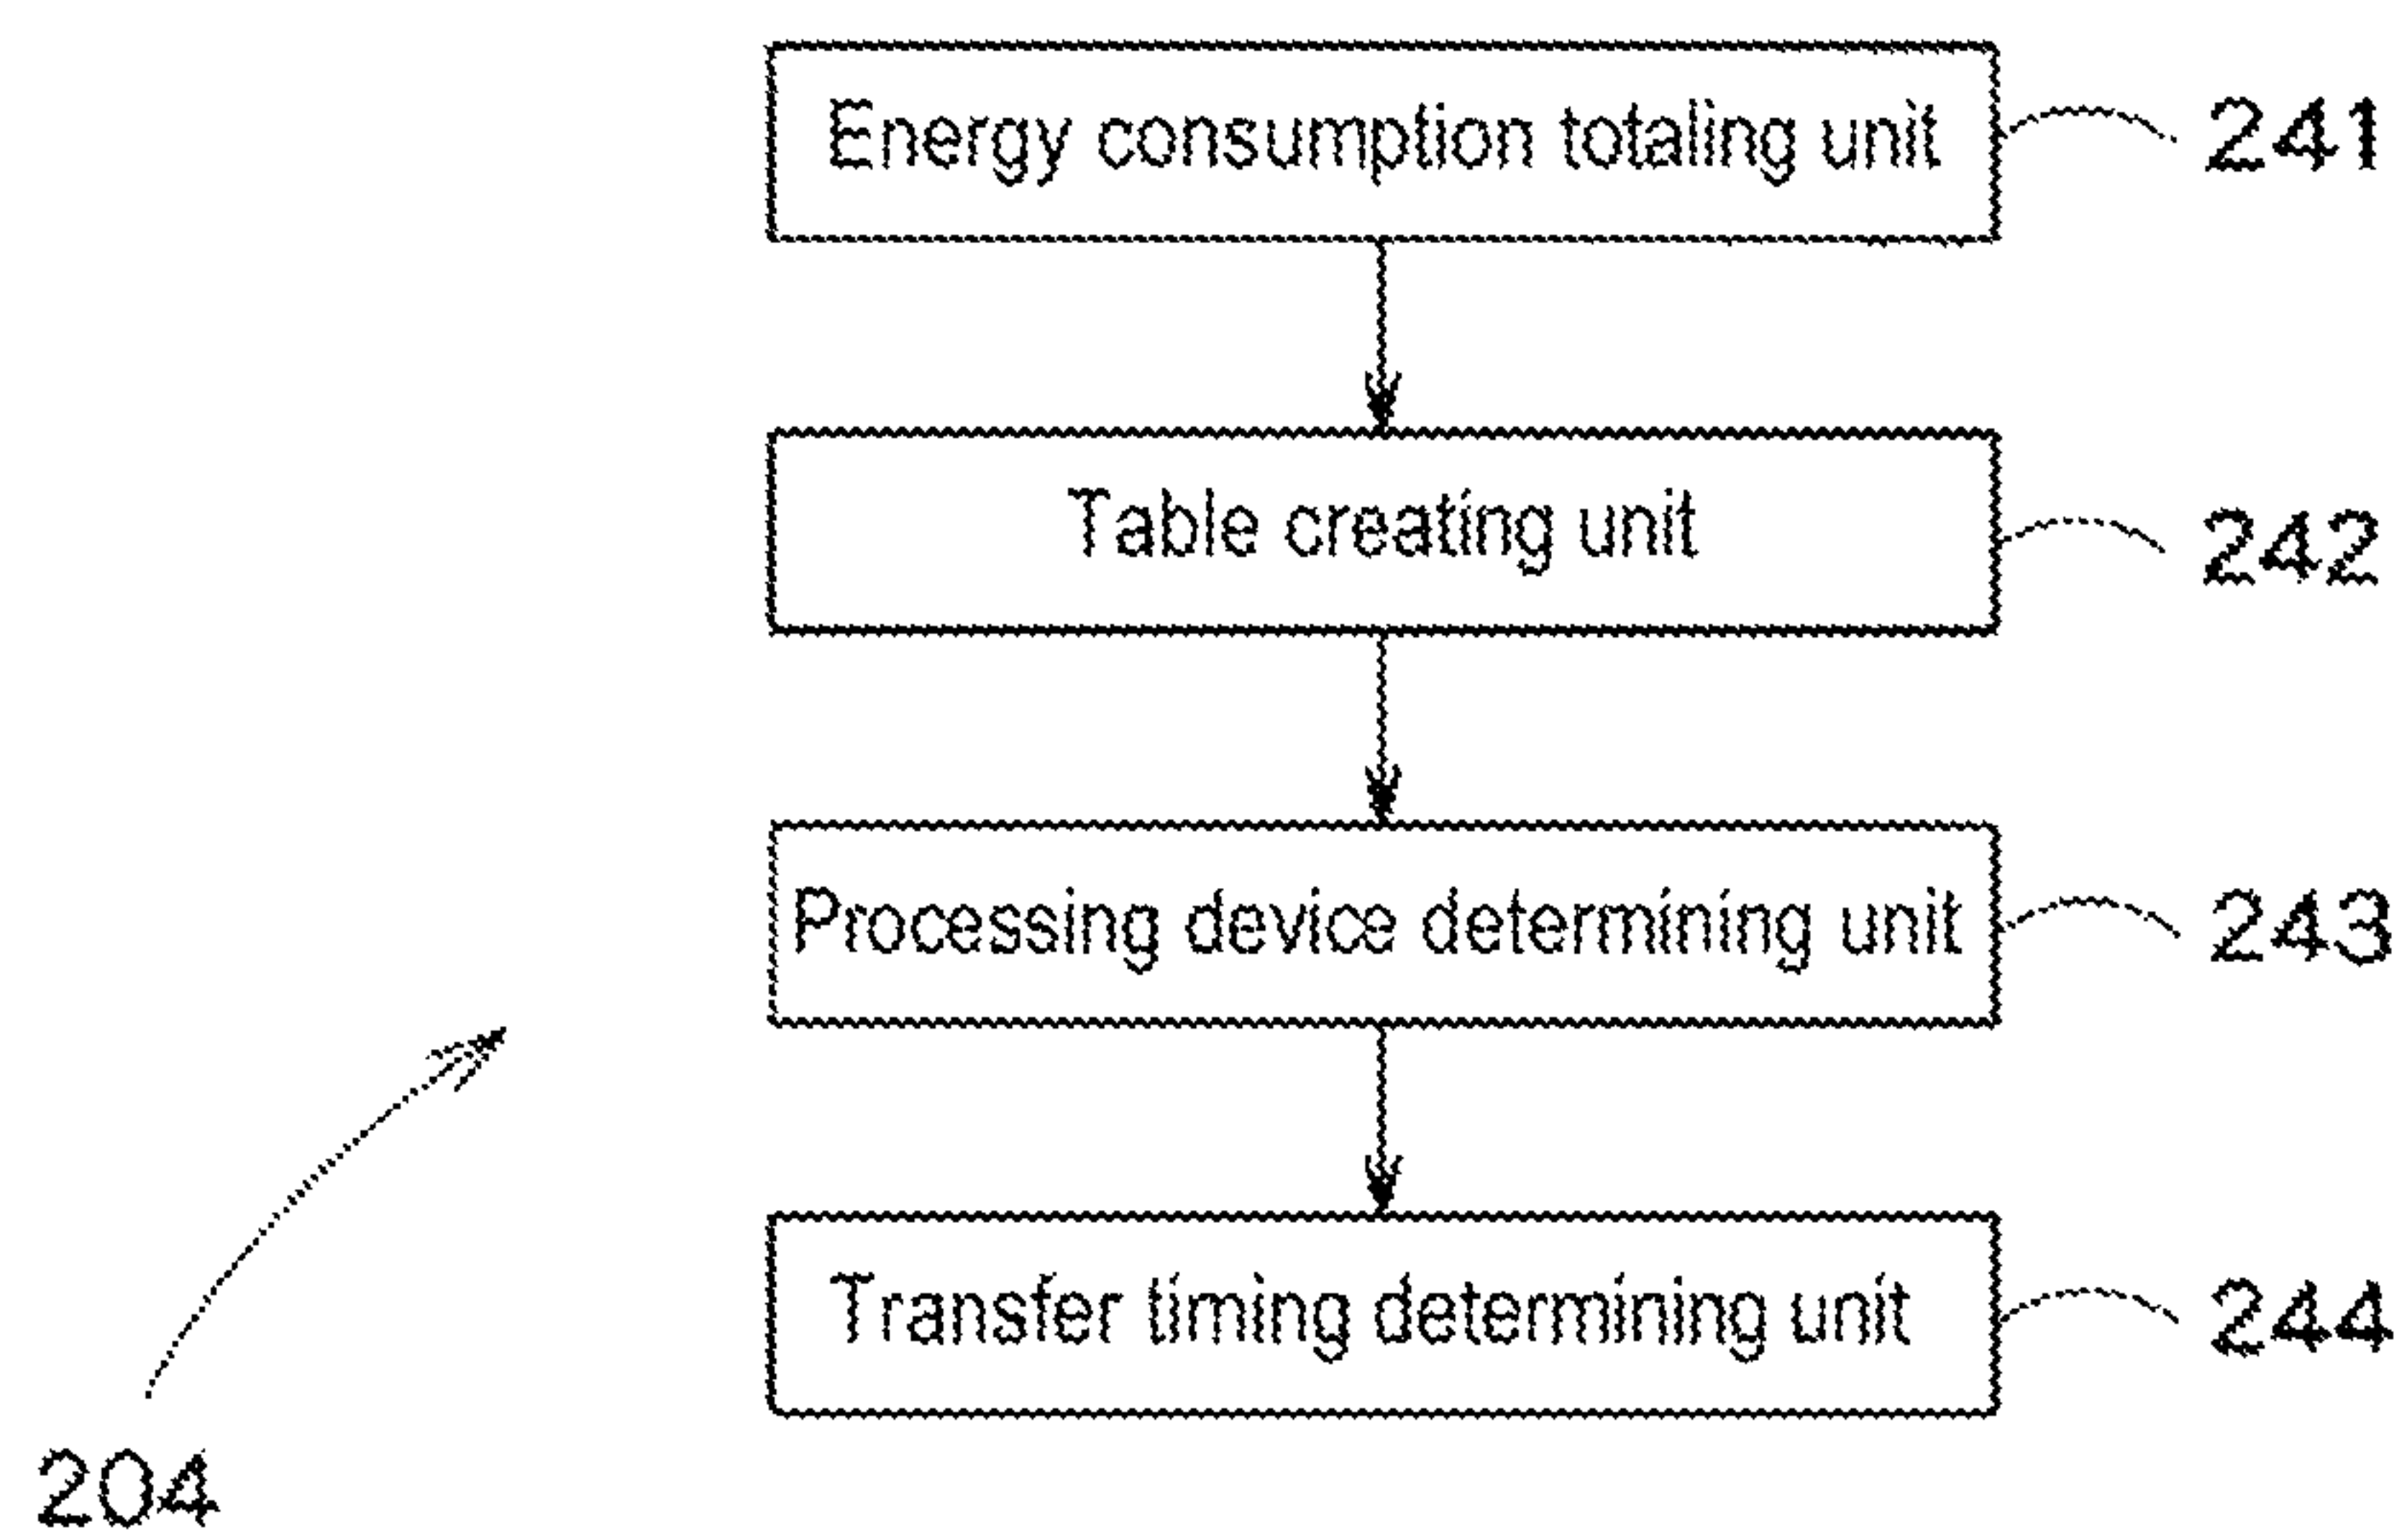 Energy consumption totaling unit
241
Table creating unit
242
Processing device determining unit
243
Transfer timing determining unit
244
204